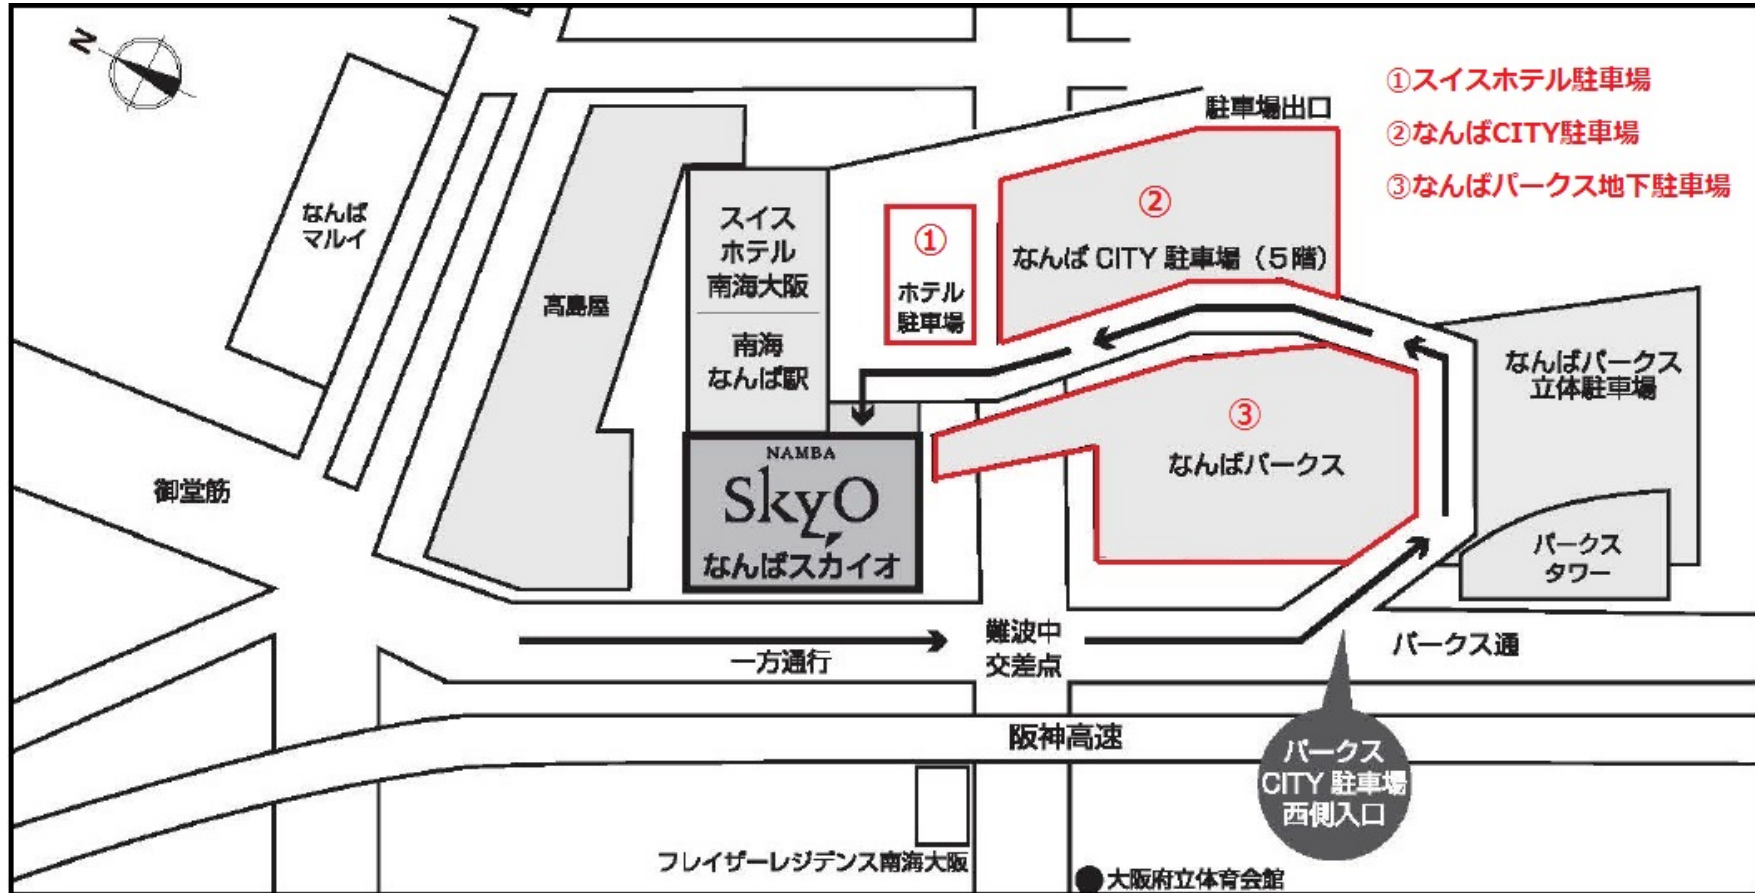 N
①スイスホテル駐車場
②なんばCITY駐車場
③なんばパークス地下駐車場
駐車場出口
なんば
マルイ
高島屋
スイス
ホテル
南海大阪
南海
なんば駅
①
ホテル
駐車場
②
なんば CITY 駐車場（5階）
なんばパークス
立体駐車場
③
なんばパークス
御堂筋
NAMBA
SkyO
なんばスカイオ
パークス
タワー
一方通行
難波中
交差点
パークス通
阪神高速
パークス
CITY 駐車場
西側入口
フレイザーレジデンス南海大阪
大阪府立体育会館